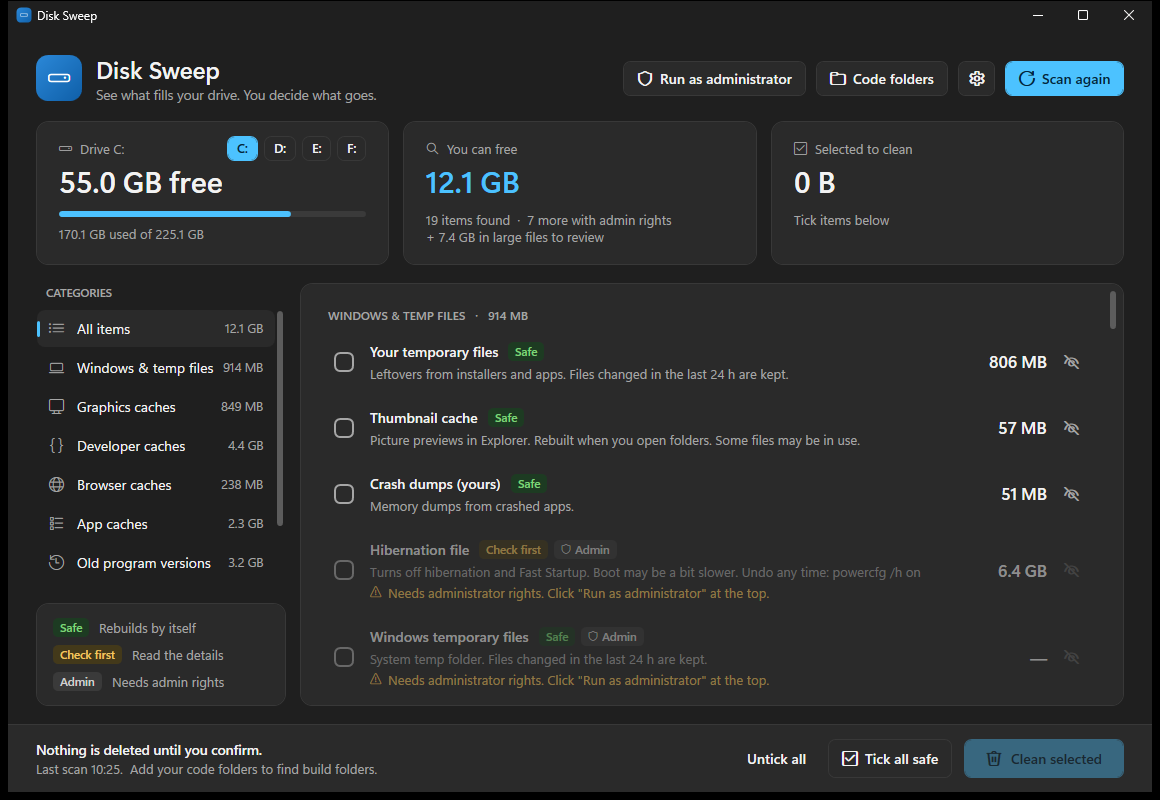 Disk Sweep
Disk Sweep
See what fills your drive. You decide what goes.
Run as administrator
Code folders
Scan again
Drive C:
C:
D:
E:
F:
55.0 GB free
170.1 GB used of 225.1 GB
You can free
12.1 GB
19 items found · 7 more with admin rights
+ 7.4 GB in large files to review
Selected to clean
0 B
Tick items below
CATEGORIES
All items 12.1 GB
Windows & temp files 914 MB
Graphics caches 849 MB
Developer caches 4.4 GB
Browser caches 238 MB
App caches 2.3 GB
Old program versions 3.2 GB
Safe Rebuilds by itself
Check first Read the details
Admin Needs admin rights
WINDOWS & TEMP FILES · 914 MB
Your temporary files Safe
Leftovers from installers and apps. Files changed in the last 24 h are kept.
806 MB
Thumbnail cache Safe
Picture previews in Explorer. Rebuilt when you open folders. Some files may be in use.
57 MB
Crash dumps (yours) Safe
Memory dumps from crashed apps.
51 MB
Hibernation file Check first Admin
Turns off hibernation and Fast Startup. Boot may be a bit slower. Undo any time: powercfg /h on
Needs administrator rights. Click "Run as administrator" at the top.
6.4 GB
Windows temporary files Safe Admin
System temp folder. Files changed in the last 24 h are kept.
Needs administrator rights. Click "Run as administrator" at the top.
—
Nothing is deleted until you confirm.
Last scan 10:25. Add your code folders to find build folders.
Untick all
Tick all safe
Clean selected